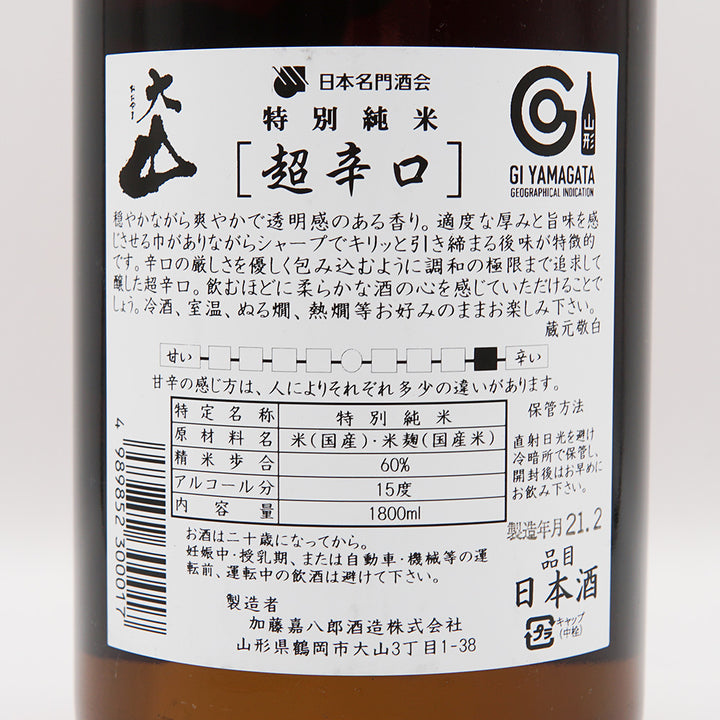 大山
おおやま
日本名門酒会
特別純米
[超辛口]
山形
GI YAMAGATA
GEOGRAPHICAL INDICATION
穏やかながら爽やかで透明感のある香り。適度な厚みと旨味を感
じさせる巾がありながらシャープでキリッと引き締まる後味が特徴的
です。辛口の厳しさを優しく包み込むように調和の極限まで追求して
醸した超辛口。飲むほどに柔らかな酒の心を感じていただけることで
しょう。冷酒、室温、ぬる燗、熱燗等お好みのままお楽しみ下さい。
蔵元敬白
甘い 辛い
甘辛の感じ方は、人によりそれぞれ多少の違いがあります。
特定名称 特別純米
原材料名 米(国産)・米麹(国産米)
精米歩合 60%
アルコール分 15度
内容量 1800ml
保管方法
直射日光を避け
冷暗所で保管し、
開封後はお早めに
お飲み下さい。
製造年月21.2
お酒は二十歳になってから。
妊娠中・授乳期、または自動車・機械等の運
転前、運転中の飲酒は避けて下さい。
品目
日本酒
製造者
加藤嘉八郎酒造株式会社
山形県鶴岡市大山3丁目1-38
プラ
キャップ
(中栓)
4 989852 300017